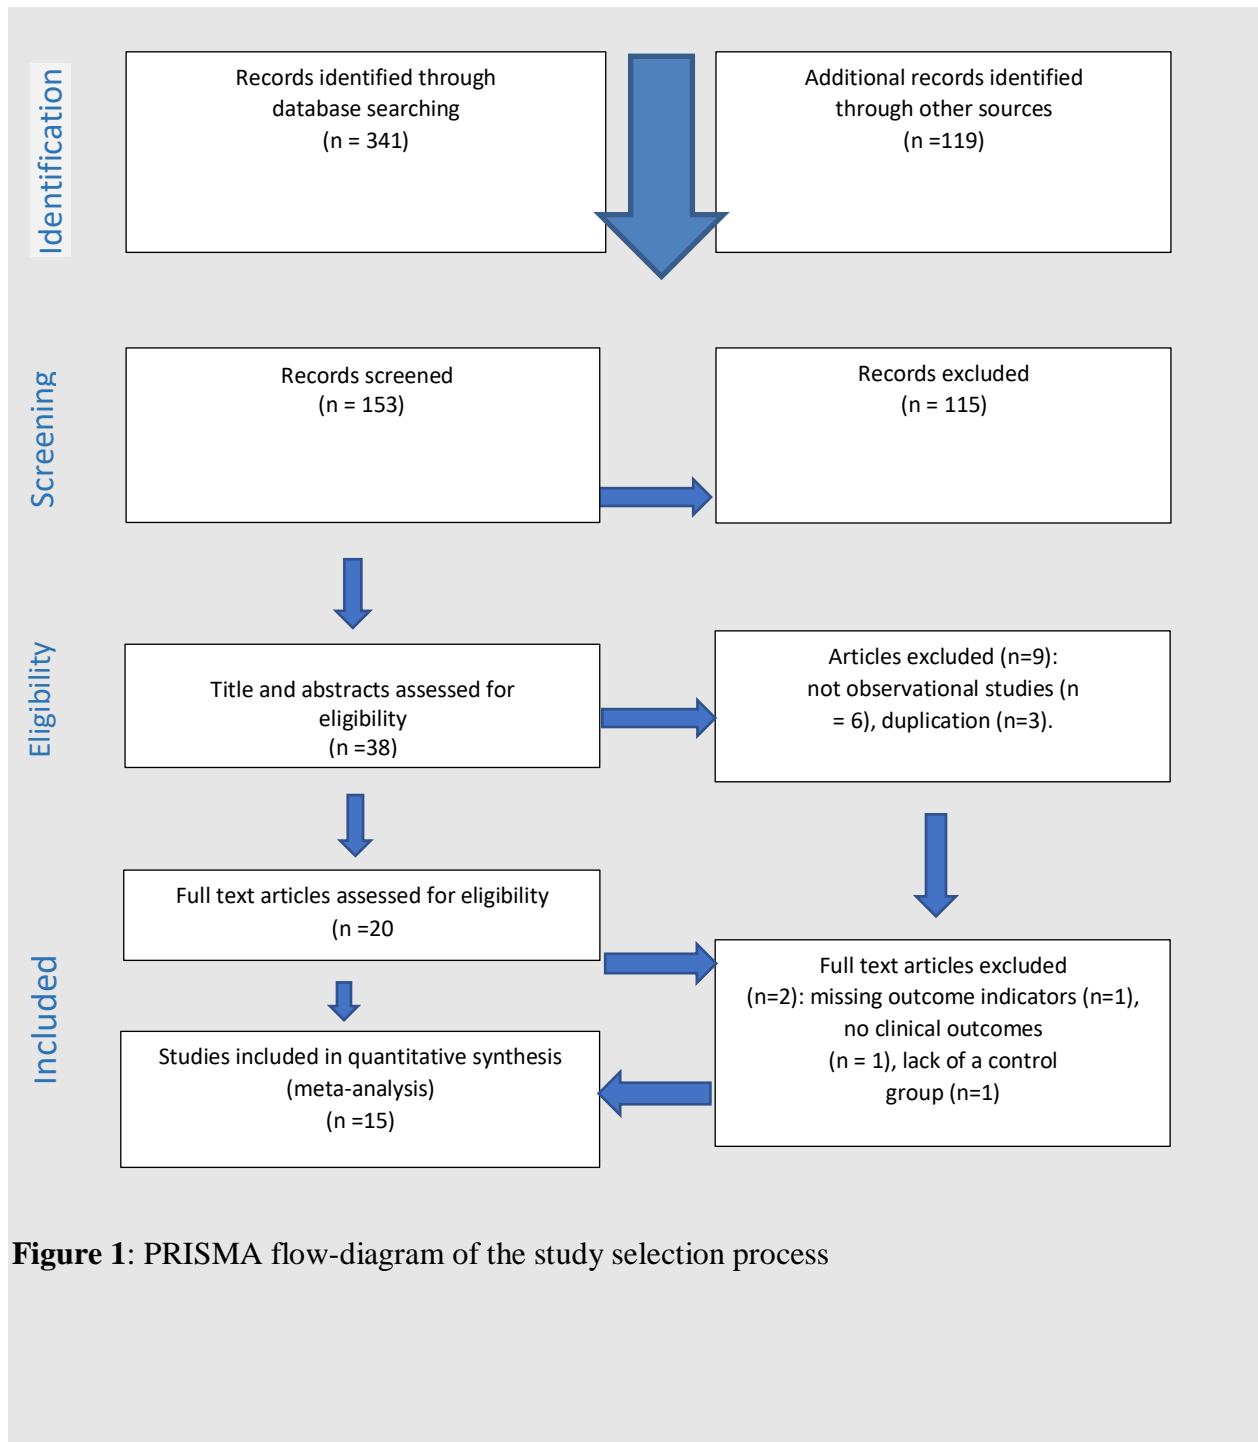 Identification
Records identified through
database searching
(n = 341)
Additional records identified
through other sources
(n =119)
Screening
Records screened
(n = 153)
Records excluded
(n = 115)
Eligibility
Title and abstracts assessed for
eligibility
(n =38)
Articles excluded (n=9):
not observational studies (n
= 6), duplication (n=3).
Included
Full text articles assessed for eligibility
(n =20
Full text articles excluded
(n=2): missing outcome indicators (n=1),
no clinical outcomes
(n = 1), lack of a control
group (n=1)
Studies included in quantitative synthesis
(meta-analysis)
(n =15)
Figure 1: PRISMA flow-diagram of the study selection process